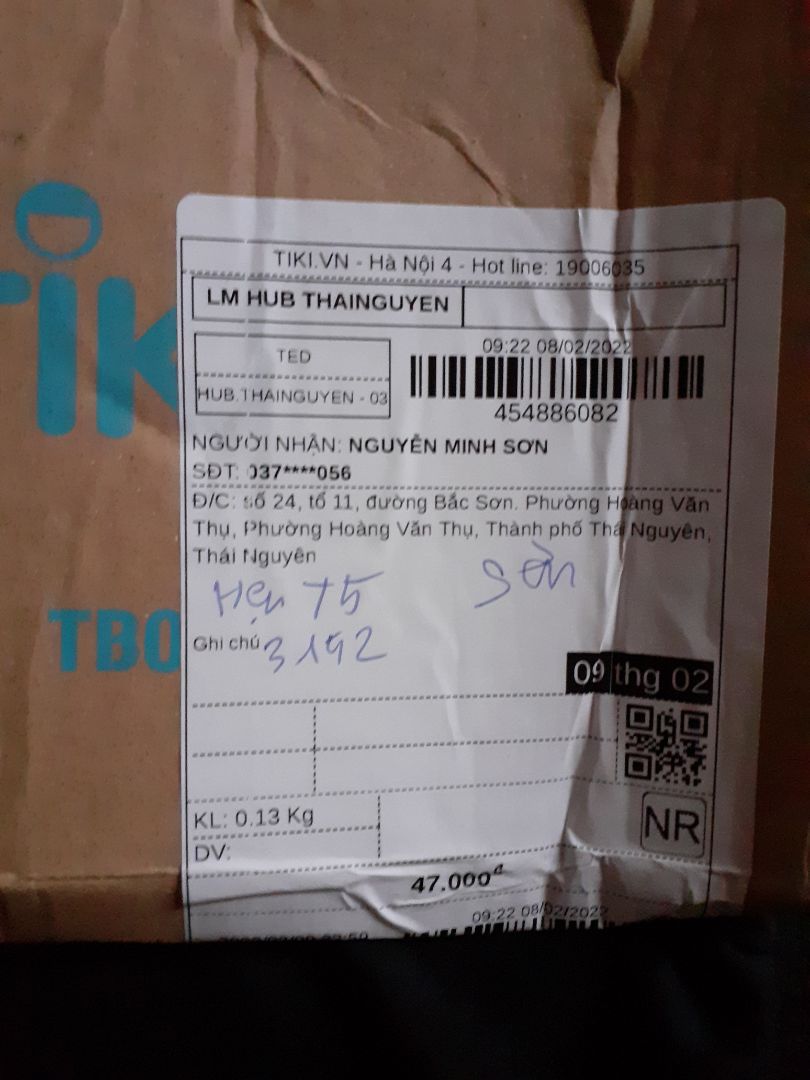 TIKI
TIKI.VN - Hà Nội 4 - Hot line: 19006035
LM HUB THAINGUYEN
TED
HUB.THAINGUYEN - 03
09:22 08/02/2022
454886082
NGƯỜI NHẬN: NGUYỄN MINH SƠN
SĐT: 037****056
Đ/C: số 24, tổ 11, đường Bắc Sơn. Phường Hoàng Văn
Thụ, Phường Hoàng Văn Thụ, Thành phố Thái Nguyên,
Thái Nguyên
Hẹn T5
Ghi chú
3192
09 thg 02
KL: 0.13 Kg
NR
DV:
47.000đ
09:22 08/02/2022
TBO